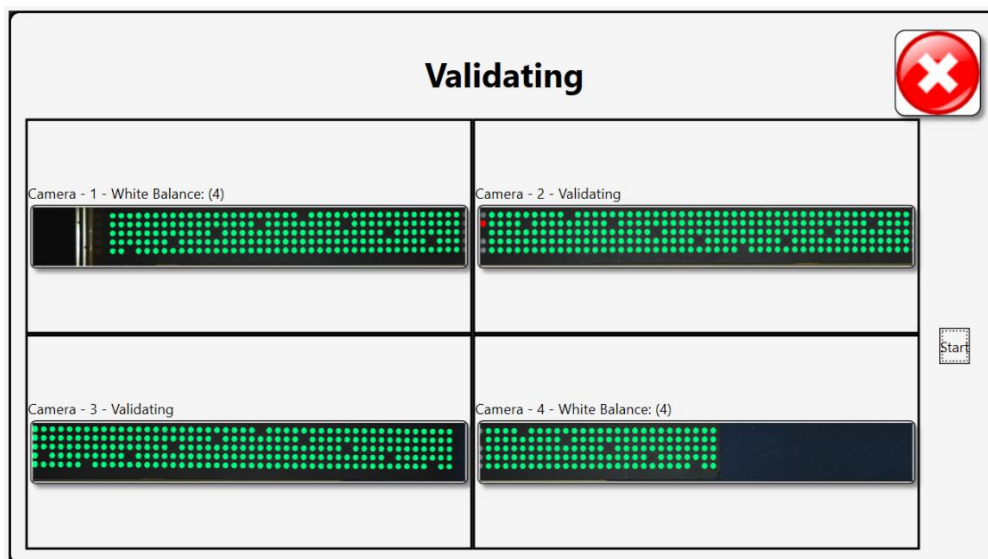 Validating
Camera - 1 - White Balance: (4)
Camera - 2 - Validating
Start
Camera - 3 - Validating
Camera - 4 - White Balance: (4)